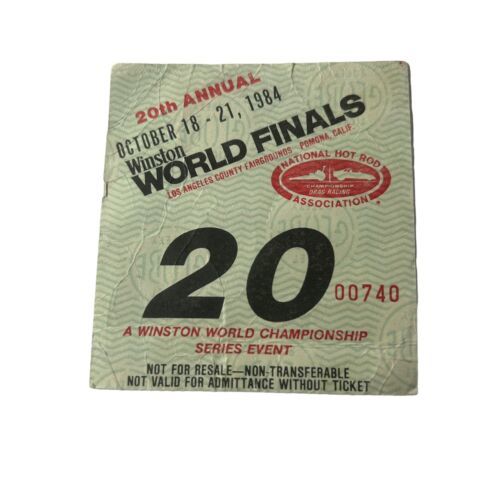 20th ANNUAL
OCTOBER 18 - 21, 1984
Winston
WORLD FINALS
LOS ANGELES COUNTY FAIRGROUNDS - POMONA, CALIF.
NATIONAL HOT ROD
CHAMPIONSHIP
DRAG RACING
ASSOCIATION
20
00740
A WINSTON WORLD CHAMPIONSHIP
SERIES EVENT
NOT FOR RESALE—NON-TRANSFERABLE
NOT VALID FOR ADMITTANCE WITHOUT TICKET